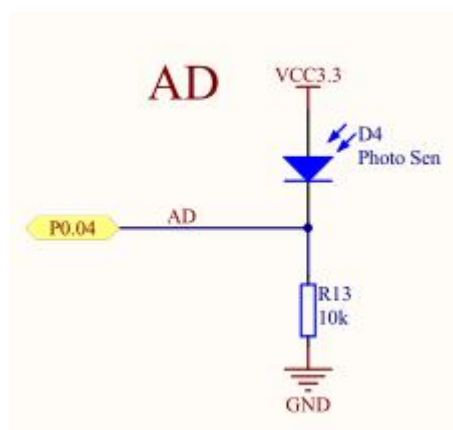 AD
VCC3.3
D4
Photo Sen
P0.04
AD
R13
10k
GND